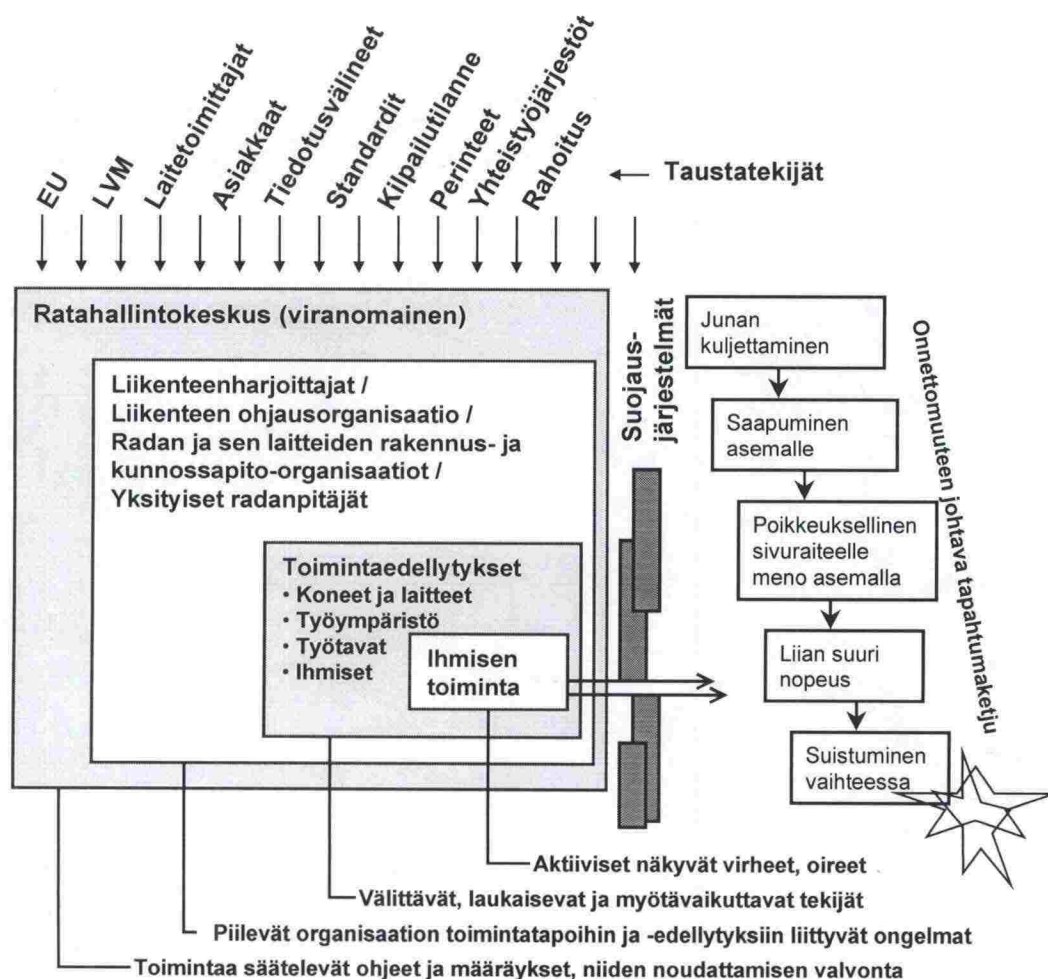 EU
LVM
Laitetoimittajat
Asiakkaat
Tiedotusvälineet
Standardit
Kilpailutilanne
Perinteet
Yhteistyöjärjestöt
Rahoitus
Taustatekijät
Ratahallintokeskus (viranomainen)
Liikenteenharjoittajat /
Liikenteen ohjausorganisaatio /
Radan ja sen laitteiden rakennus- ja
kunnossapito-organisaatiot /
Yksityiset radanpitäjät
Toimintaedellytykset
• Koneet ja laitteet
• Työympäristö
• Työtavat
• Ihmiset
Ihmisen
toiminta
Suojaus-
järjestelmät
Junan
kuljettaminen
Saapuminen
asemalle
Poikkeuksellinen
sivuraiteelle
meno asemalla
Liian suuri
nopeus
Suistuminen
vaihteessa
Onnettomuuteen johtava tapahtumaketju
Aktiiviset näkyvät virheet, oireet
Välittävät, laukaisevat ja myötävaikuttavat tekijät
Piilevät organisaation toimintatapoihin ja -edellytyksiin liittyvät ongelmat
Toimintaa säätelevät ohjeet ja määräykset, niiden noudattamisen valvonta